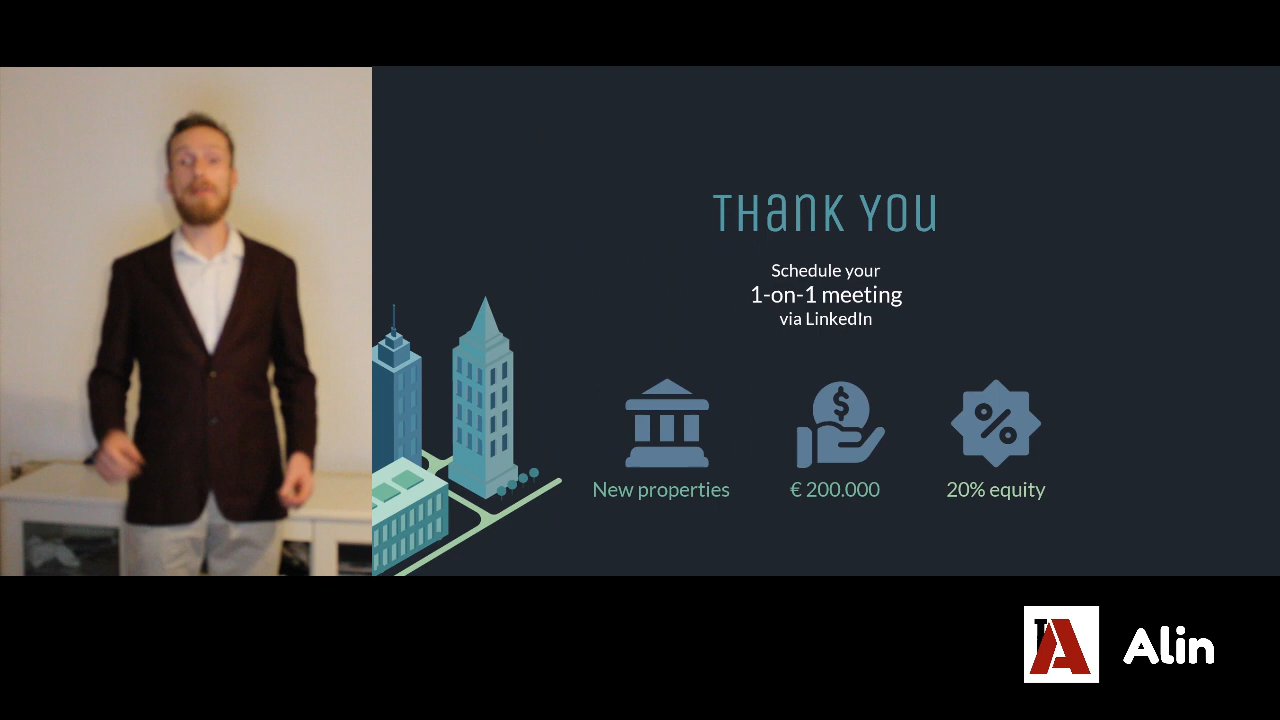 THANK YOU
Schedule your
1-on-1 meeting
via LinkedIn
New properties
€ 200.000
20% equity
Alin